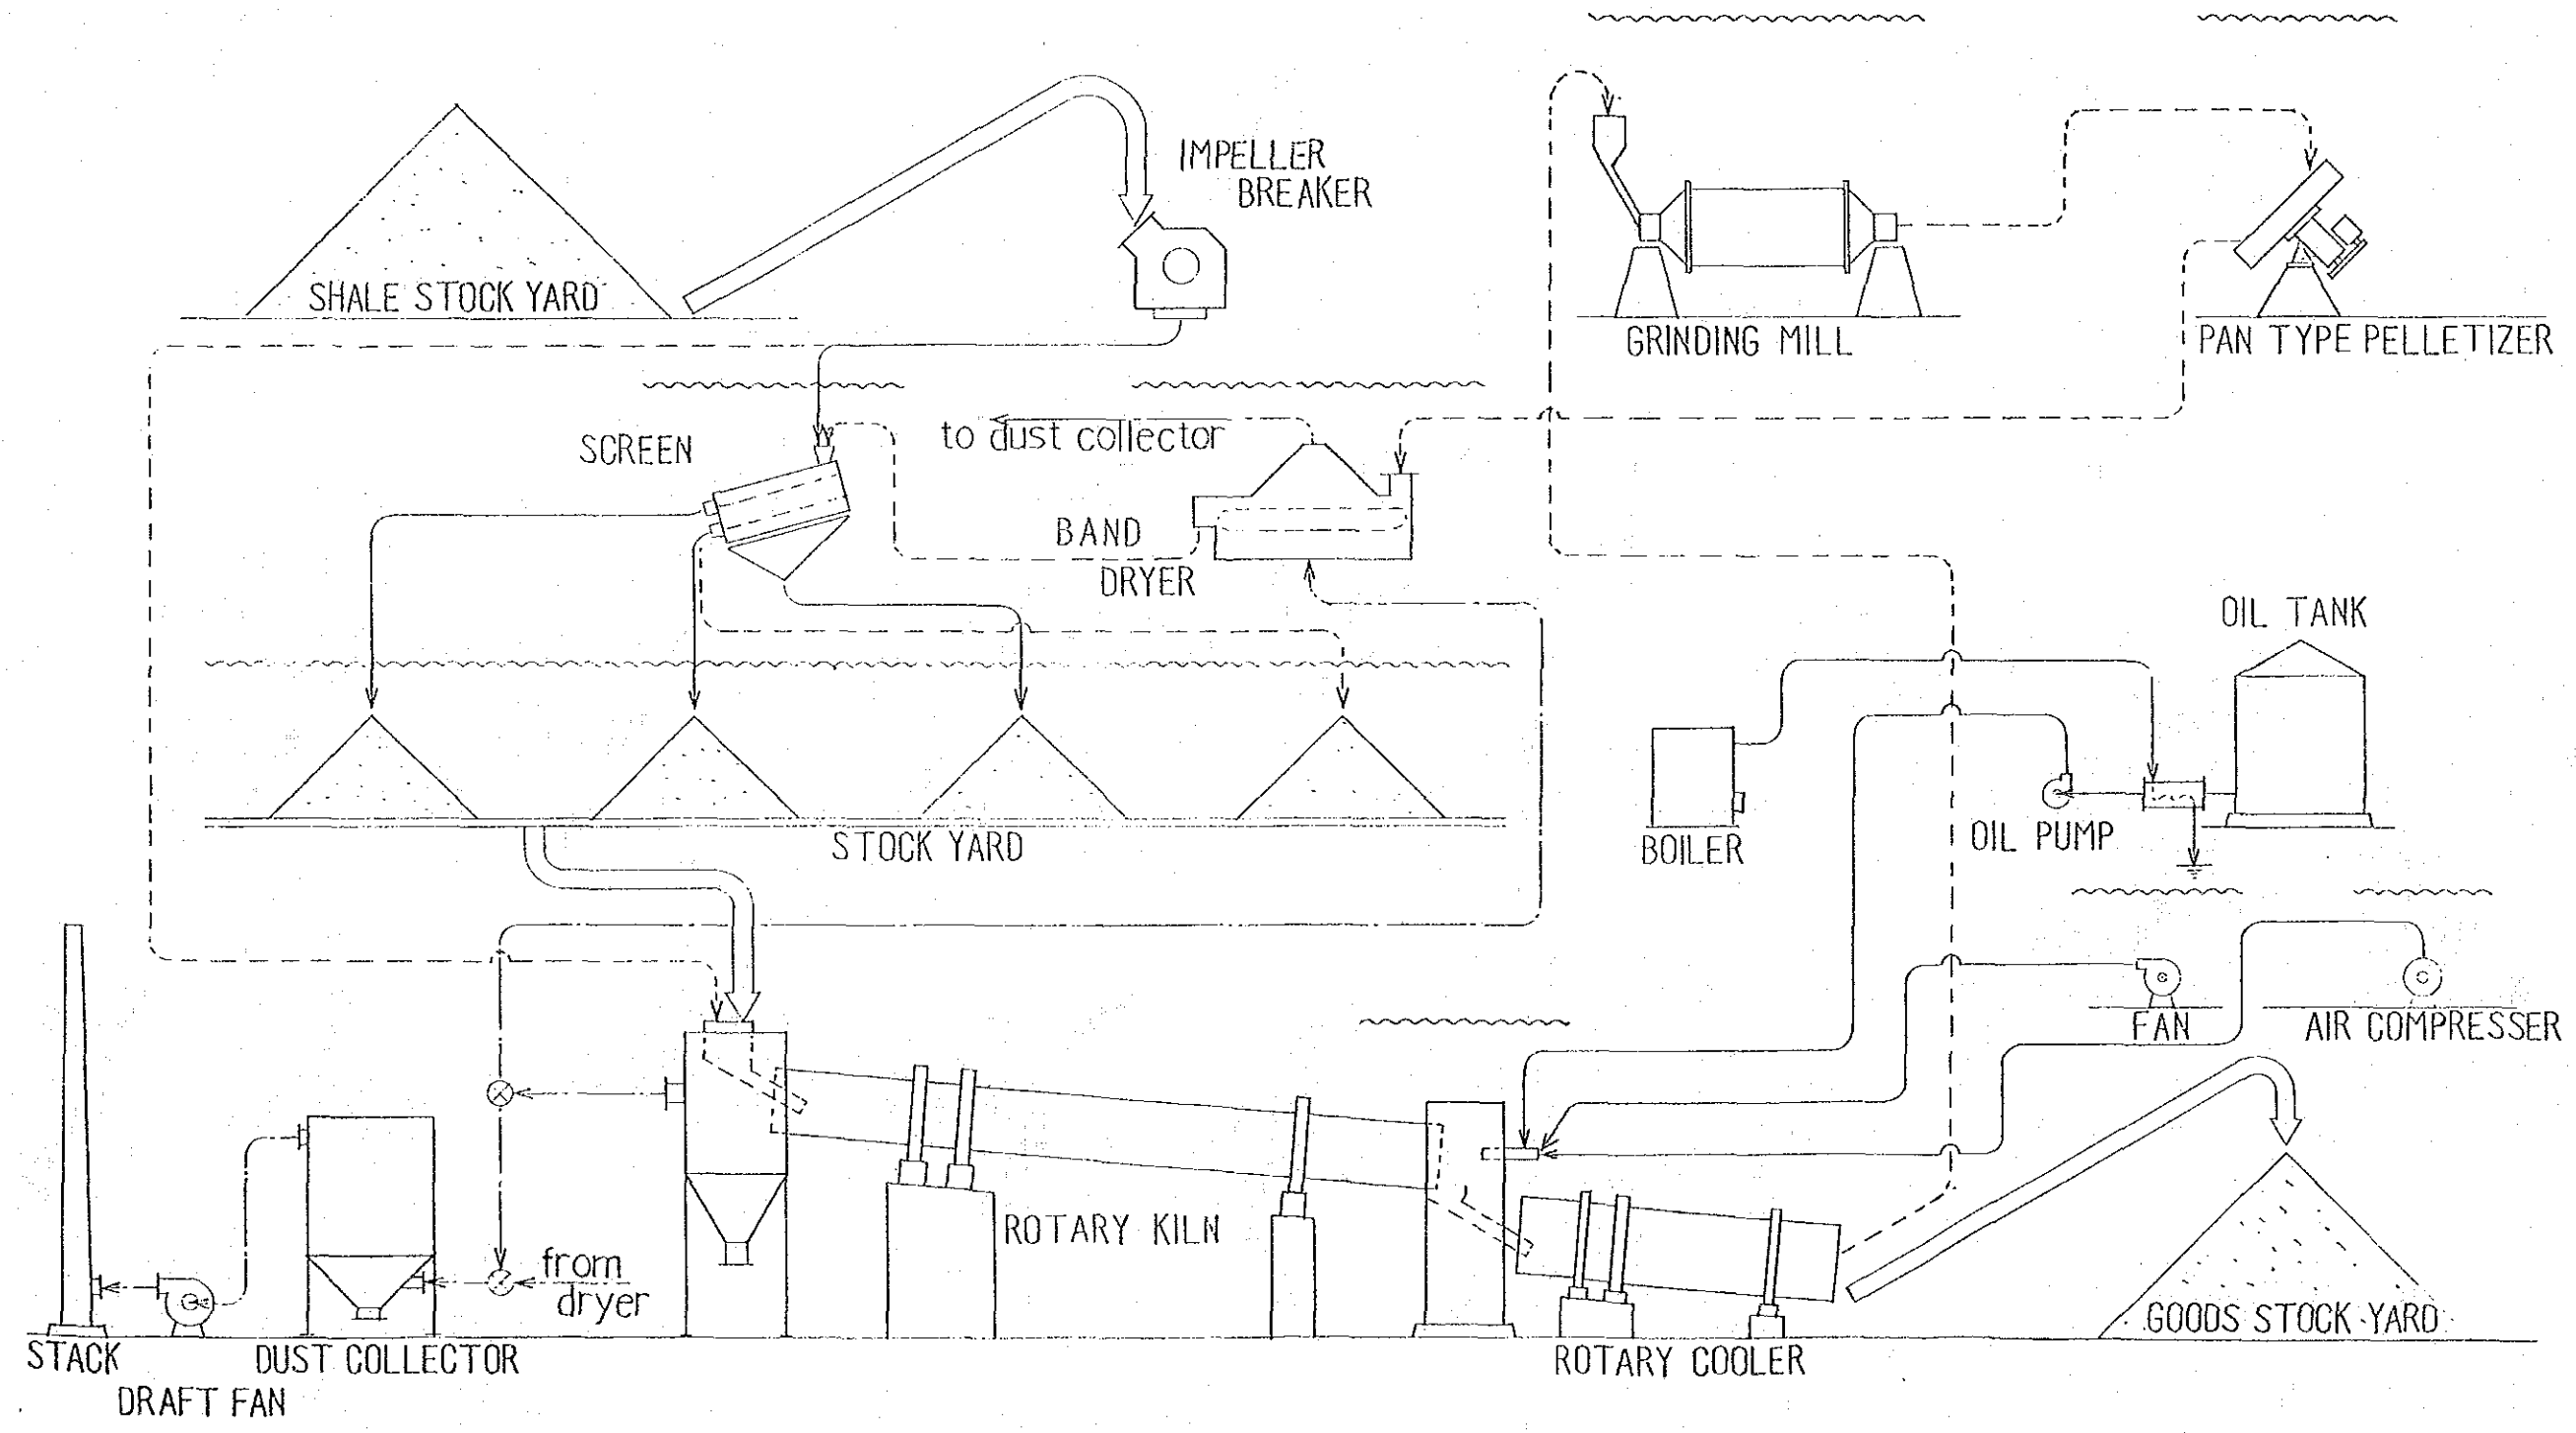 IMPELLER
BREAKER
SHALE STOCK YARD
GRINDING MILL
PAN TYPE PELLETIZER
SCREEN
to dust collector
BAND
DRYER
OIL TANK
STOCK YARD
BOILER
OIL PUMP
FAN
AIR COMPRESSER
ROTARY KILN
from
dryer
GOODS STOCK YARD
STACK
DUST COLLECTOR
ROTARY COOLER
DRAFT FAN